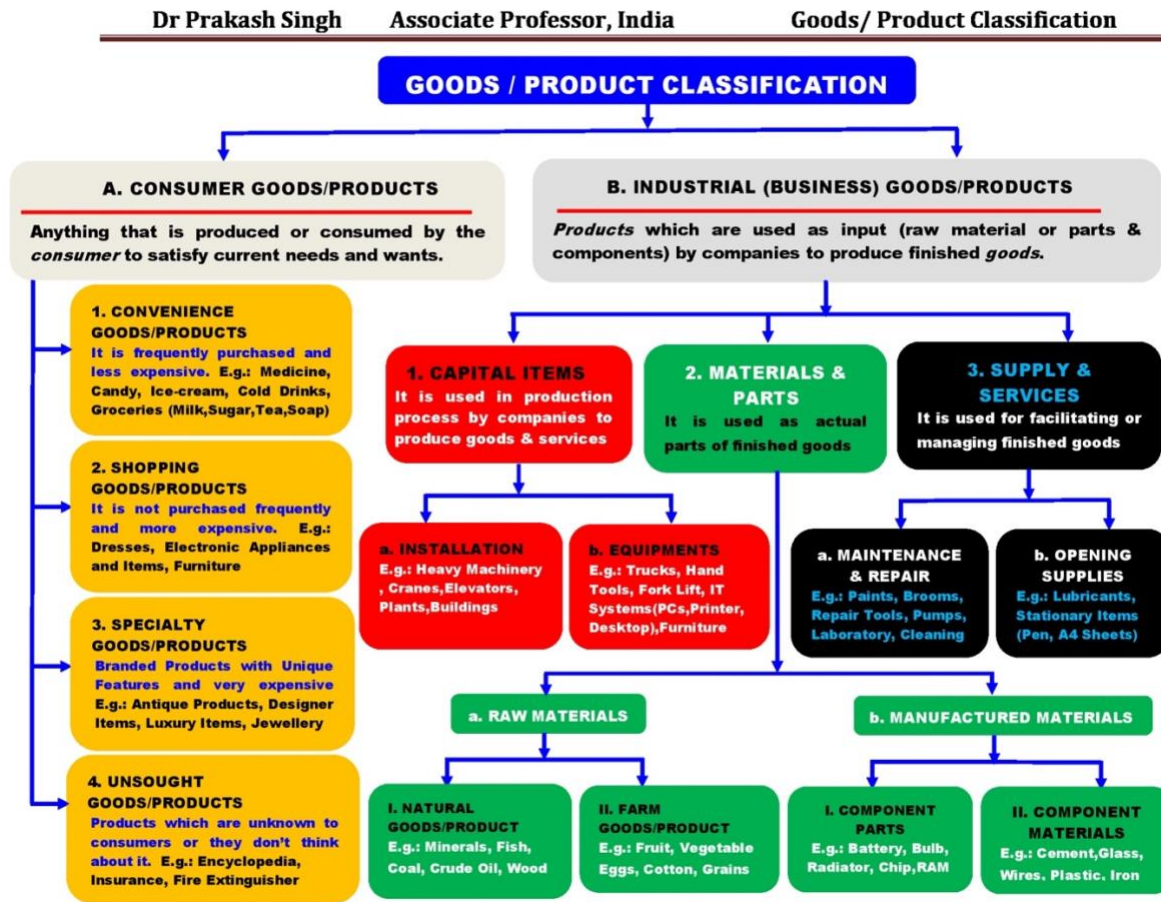 Dr Prakash Singh Associate Professor, India Goods/ Product Classification
GOODS / PRODUCT CLASSIFICATION
A. CONSUMER GOODS/PRODUCTS
Anything that is produced or consumed by the
consumer to satisfy current needs and wants.
B. INDUSTRIAL (BUSINESS) GOODS/PRODUCTS
Products which are used as input (raw material or parts &
components) by companies to produce finished goods.
1. CONVENIENCE
GOODS/PRODUCTS
It is frequently purchased and
less expensive. E.g.: Medicine,
Candy, Ice-cream, Cold Drinks,
Groceries (Milk,Sugar,Tea,Soap)
2. SHOPPING
GOODS/PRODUCTS
It is not purchased frequently
and more expensive. E.g.:
Dresses, Electronic Appliances
and Items, Furniture
3. SPECIALTY
GOODS/PRODUCTS
Branded Products with Unique
Features and very expensive
E.g.: Antique Products, Designer
Items, Luxury Items, Jewellery
4. UNSOUGHT
GOODS/PRODUCTS
Products which are unknown to
consumers or they don't think
about it. E.g.: Encyclopedia,
Insurance, Fire Extinguisher
1. CAPITAL ITEMS
It is used in production
process by companies to
produce goods & services
2. MATERIALS &
PARTS
It is used as actual
parts of finished goods
3. SUPPLY &
SERVICES
It is used for facilitating or
managing finished goods
a. INSTALLATION
E.g.: Heavy Machinery
, Cranes,Elevators,
Plants,Buildings
b. EQUIPMENTS
E.g.: Trucks, Hand
Tools, Fork Lift, IT
Systems(PCs,Printer,
Desktop),Furniture
a. MAINTENANCE
& REPAIR
E.g.: Paints, Brooms,
Repair Tools, Pumps,
Laboratory, Cleaning
b. OPENING
SUPPLIES
E.g.: Lubricants,
Stationary Items
(Pen, A4 Sheets)
a. RAW MATERIALS
b. MANUFACTURED MATERIALS
I. NATURAL
GOODS/PRODUCT
E.g.: Minerals, Fish,
Coal, Crude Oil, Wood
II. FARM
GOODS/PRODUCT
E.g.: Fruit, Vegetable
Eggs, Cotton, Grains
I. COMPONENT
PARTS
E.g.: Battery, Bulb,
Radiator, Chip,RAM
II. COMPONENT
MATERIALS
E.g.: Cement,Glass,
Wires, Plastic, Iron